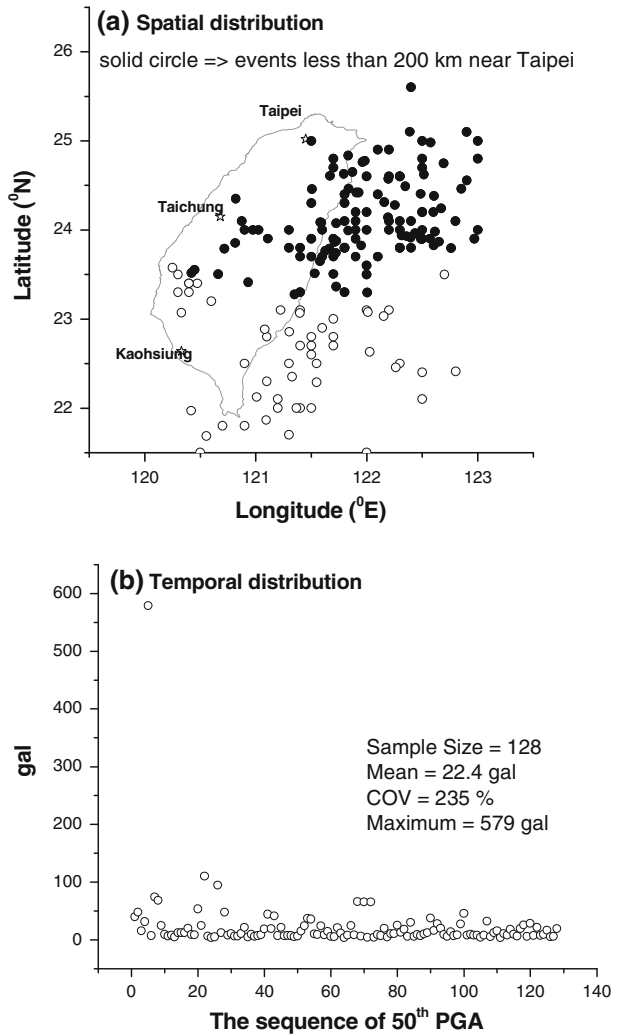 (a) Spatial distribution
solid circle => events less than 200 km near Taipei
26
25
24
23
22
Latitude (⁰N)
Taipei
Taichung
Kaohsiung
120 121 122 123
Longitude (⁰E)
(b) Temporal distribution
600
500
400
300
200
100
0
gal
Sample Size = 128
Mean = 22.4 gal
COV = 235 %
Maximum = 579 gal
0 20 40 60 80 100 120 140
The sequence of 50th PGA